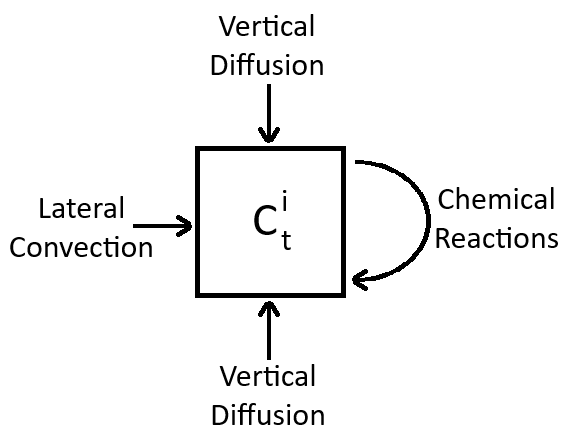 Vertical
Diffusion
Lateral
Convection
C i t
Chemical
Reactions
Vertical
Diffusion